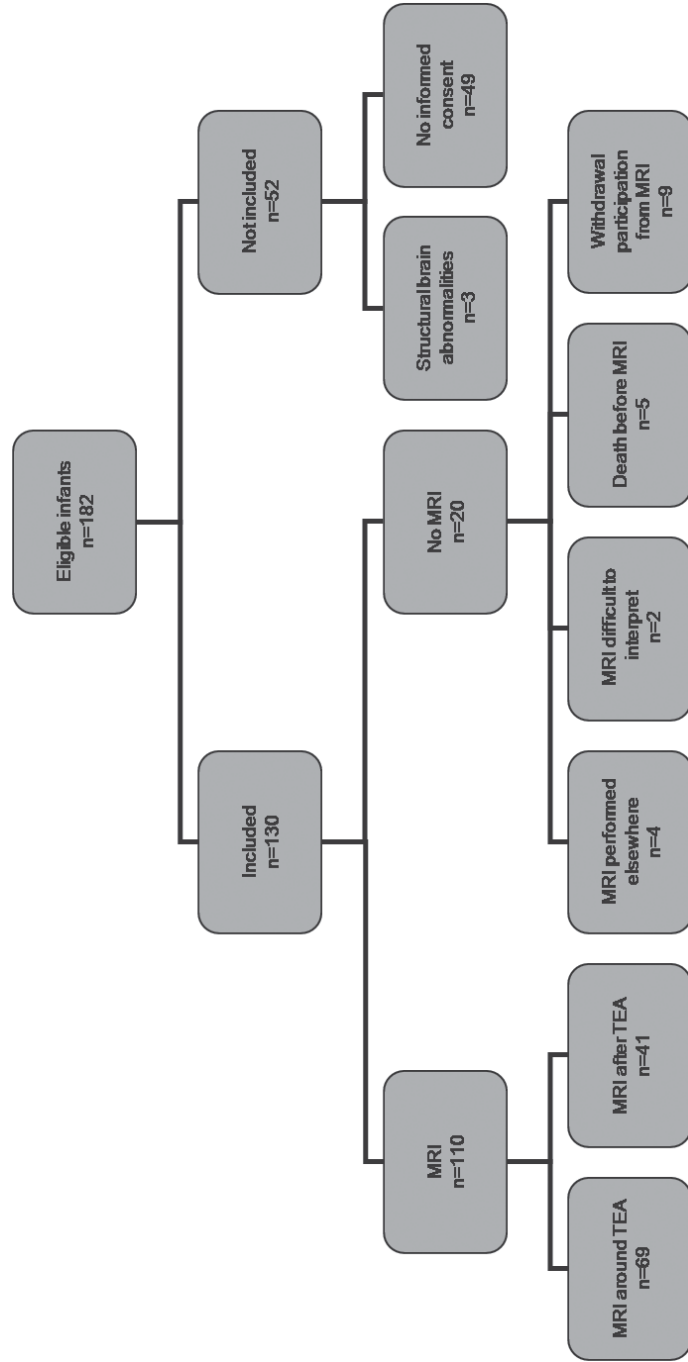 Eligible infants
n=182
Included
n=130
Not included
n=52
MRI
n=110
No MRI
n=20
Structural brain
abnormalities
n=3
No informed
consent
n=49
MRI around TEA
n=69
MRI after TEA
n=41
MRI performed
elsewhere
n=4
MRI difficult to
interpret
n=2
Death before MRI
n=5
Withdrawal
participation
from MRI
n=9